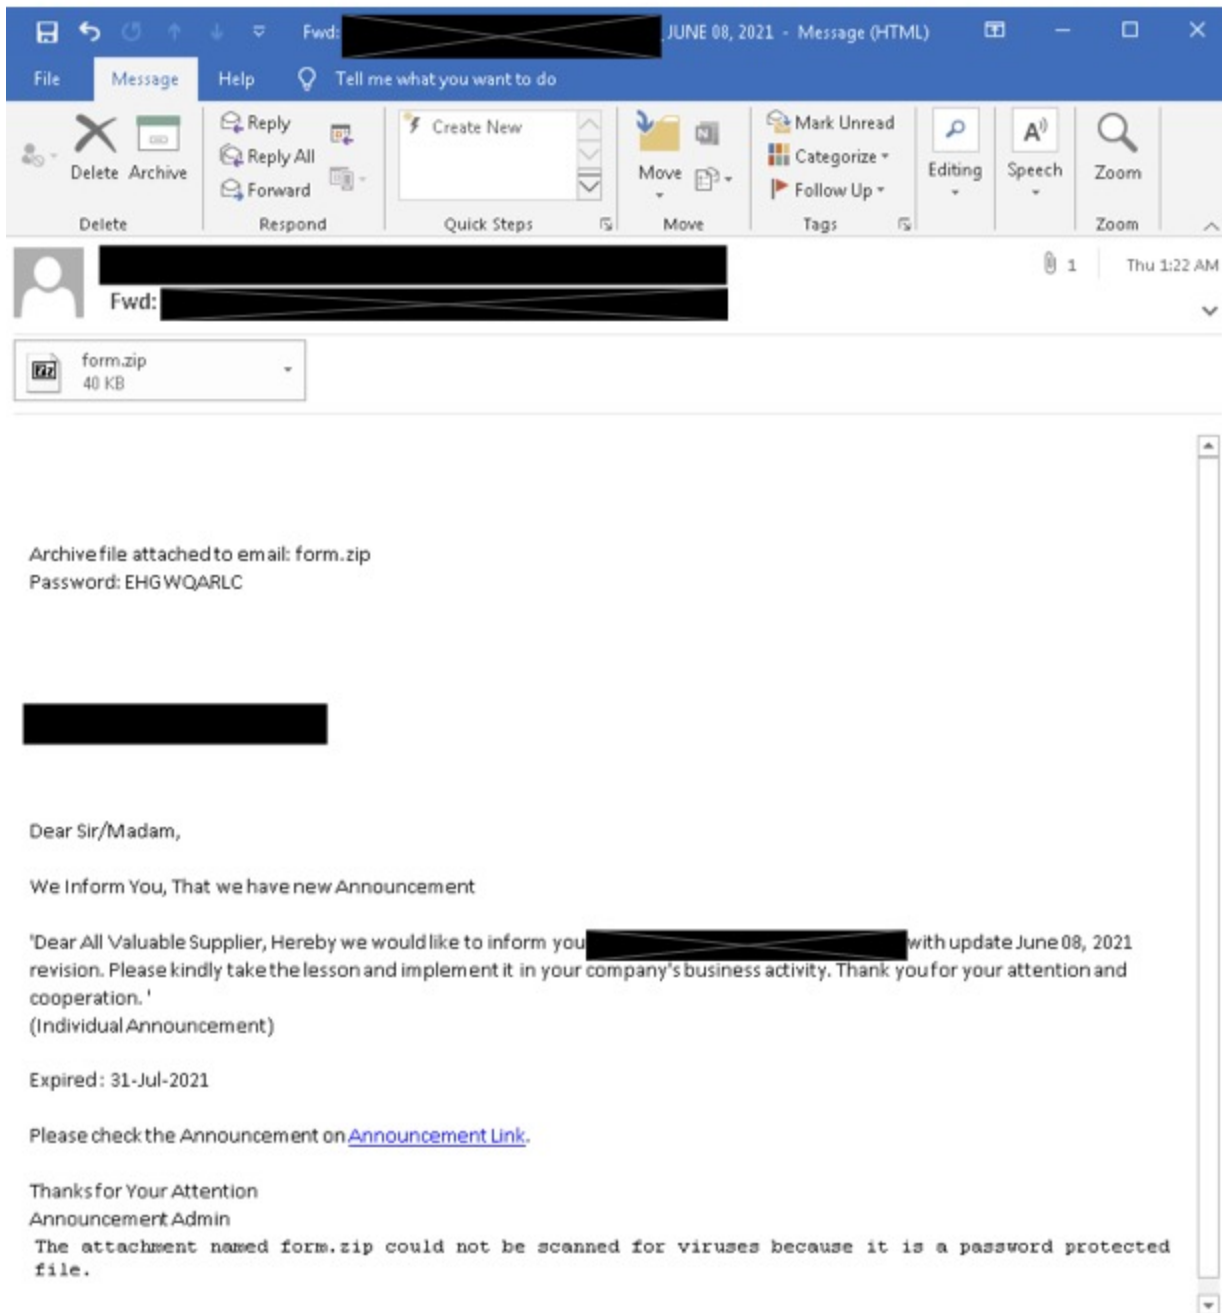 Fwd: JUNE 08, 2021 - Message (HTML)
File Message Help Tell me what you want to do
Delete Archive
Reply
Reply All
Forward
Create New
Move
Mark Unread
Categorize
Follow Up
Editing
Speech
Zoom
Delete Respond Quick Steps Move Tags Zoom
1 Thu 1:22 AM
Fwd:
form.zip
40 KB
Archive file attached to email: form.zip
Password: EHGWQARLC
Dear Sir/Madam,
We Inform You, That we have new Announcement
'Dear All Valuable Supplier, Hereby we would like to inform you with update June 08, 2021
revision. Please kindly take the lesson and implement it in your company's business activity. Thank you for your attention and
cooperation. '
(Individual Announcement)
Expired : 31-Jul-2021
Please check the Announcement on Announcement Link.
Thanks for Your Attention
Announcement Admin
The attachment named form.zip could not be scanned for viruses because it is a password protected
file.